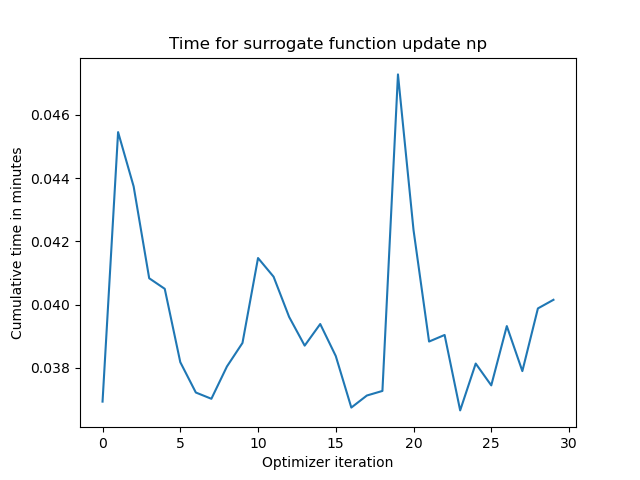 Time for surrogate function update np
Cumulative time in minutes
0.046
0.044
0.042
0.040
0.038
0 5 10 15 20 25 30
Optimizer iteration